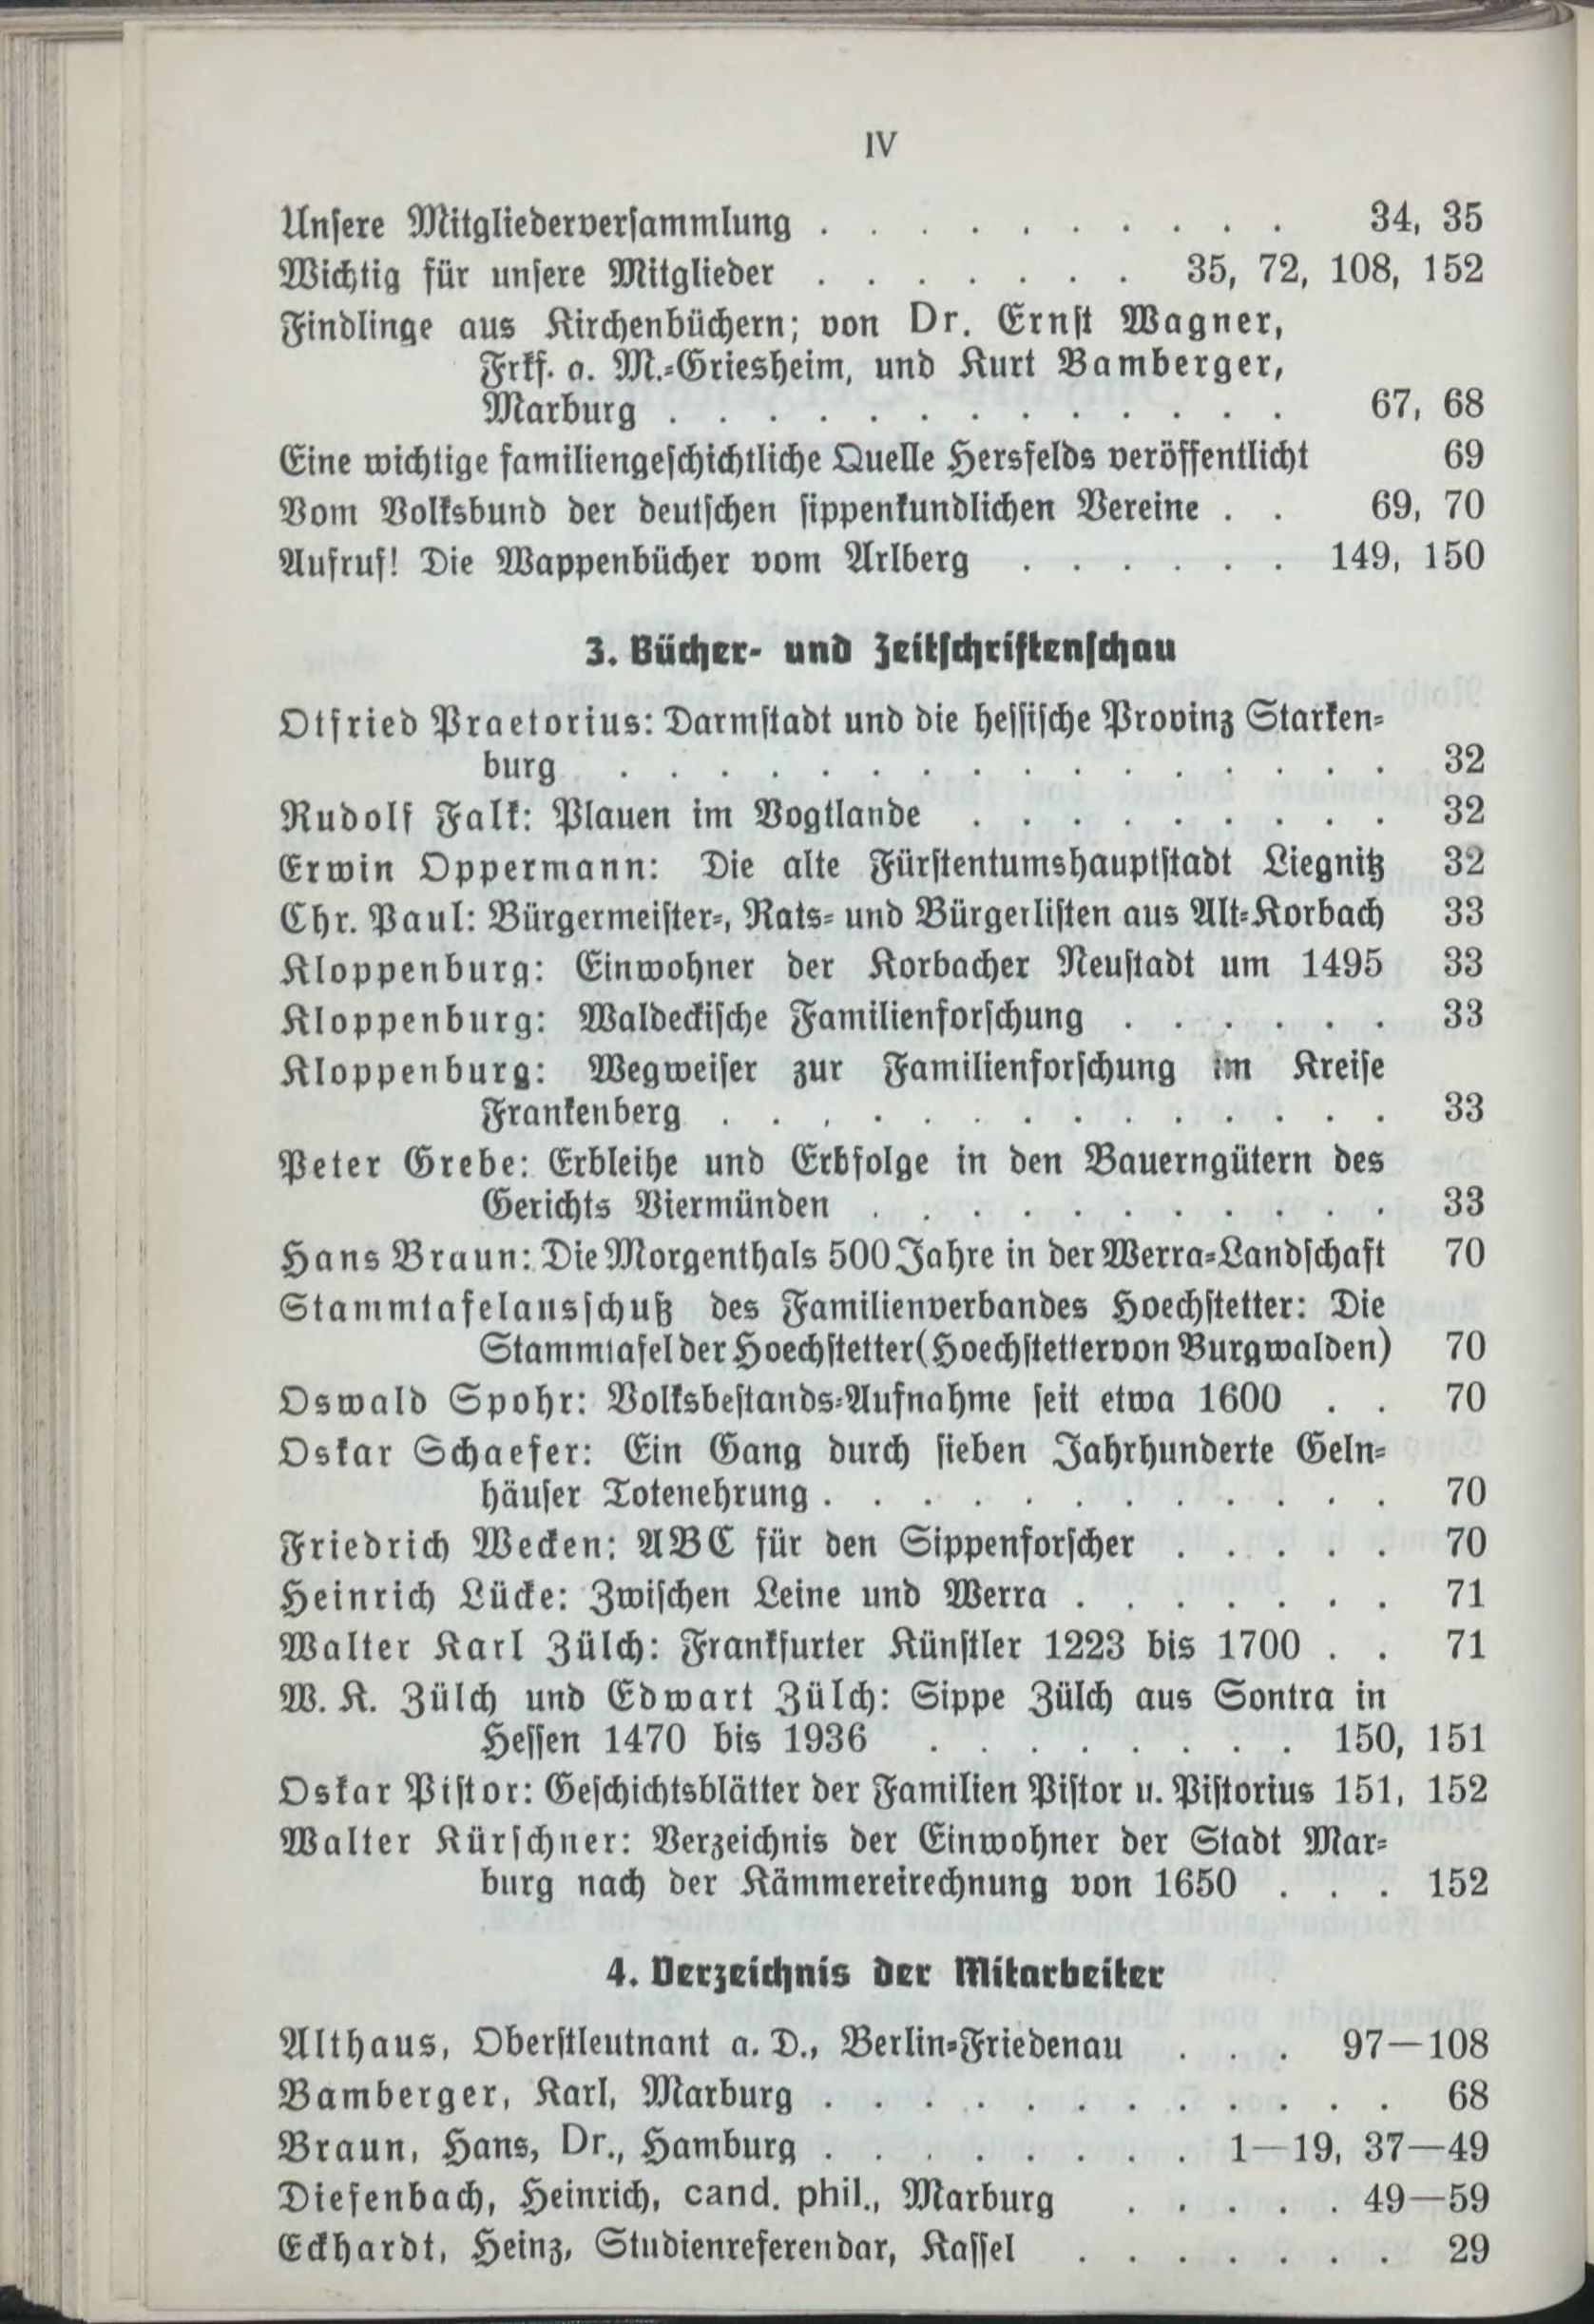 IV
Unsere Mitgliederversammlung . . . . . . . . . . 34, 35
Wichtig für unsere Mitglieder . . . . . . . 35, 72, 108, 152
Findlinge aus Kirchenbüchern; von Dr. Ernst Wagner,
Frkf. a. M.-Griesheim, und Kurt Bamberger,
Marburg . . . . . . . . . . . . . 67, 68
Eine wichtige familiengeschichtliche Quelle Hersfelds veröffentlicht 69
Vom Volksbund der deutschen sippenkundlichen Vereine . . 69, 70
Aufruf! Die Wappenbücher vom Arlberg . . . . . . 149, 150
3. Bücher- und Zeitschriftenschau
Otfried Praetorius: Darmstadt und die hessische Provinz Starken-
burg . . . . . . . . . . . . . . . . 32
Rudolf Falk: Plauen im Vogtlande . . . . . . . . . 32
Erwin Oppermann: Die alte Fürstentumshauptstadt Liegnitz 32
Chr. Paul: Bürgermeister-, Rats- und Bürgerlisten aus Alt-Korbach 33
Kloppenburg: Einwohner der Korbacher Neustadt um 1495 33
Kloppenburg: Waldeckische Familienforschung . . . . . . 33
Kloppenburg: Wegweiser zur Familienforschung im Kreise
Frankenberg . . . . . . . . . . . . . . 33
Peter Grebe: Erbleihe und Erbfolge in den Bauerngütern des
Gerichts Viermünden . . . . . . . . . . . 33
Hans Braun: Die Morgenthals 500 Jahre in der Werra-Landschaft 70
Stammtafelausschuß des Familienverbandes Hoechstetter: Die
Stammtafel der Hoechstetter (Hoechstetter von Burgwalden) 70
Oswald Spohr: Volksbestands-Aufnahme seit etwa 1600 . . 70
Oskar Schaefer: Ein Gang durch sieben Jahrhunderte Geln-
häuser Totenehrung . . . . . . . . . . . . 70
Friedrich Wecken: ABC für den Sippenforscher . . . . . 70
Heinrich Lücke: Zwischen Leine und Werra . . . . . . . 71
Walter Karl Zülch: Frankfurter Künstler 1223 bis 1700 . . 71
W. K. Zülch und Edwart Zülch: Sippe Zülch aus Sontra in
Hessen 1470 bis 1936 . . . . . . . . 150, 151
Oskar Pistor: Geschichtsblätter der Familien Pistor u. Pistorius 151, 152
Walter Kürschner: Verzeichnis der Einwohner der Stadt Mar-
burg nach der Kämmereirechnung von 1650 . . . 152
4. Verzeichnis der Mitarbeiter
Althaus, Oberstleutnant a. D., Berlin-Friedenau . . . 97—108
Bamberger, Karl, Marburg . . . . . . . . . . . . 68
Braun, Hans, Dr., Hamburg . . . . . . . . 1—19, 37—49
Diefenbach, Heinrich, cand. phil., Marburg . . . . . 49—59
Eckhardt, Heinz, Studienreferendar, Kassel . . . . . . . 29